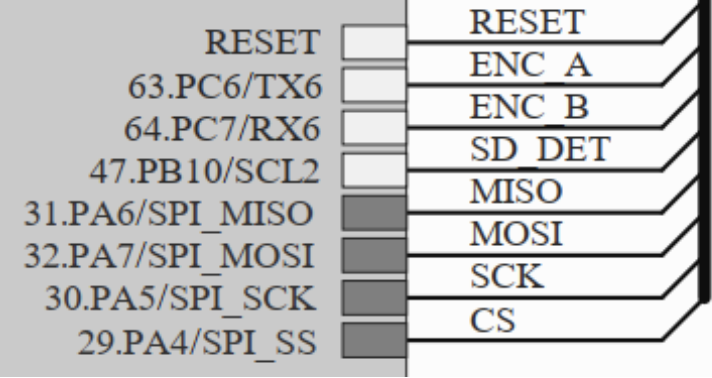 RESET RESET
63.PC6/TX6 ENC_A
64.PC7/RX6 ENC_B
47.PB10/SCL2 SD_DET
31.PA6/SPI_MISO MISO
32.PA7/SPI_MOSI MOSI
30.PA5/SPI_SCK SCK
29.PA4/SPI_SS CS